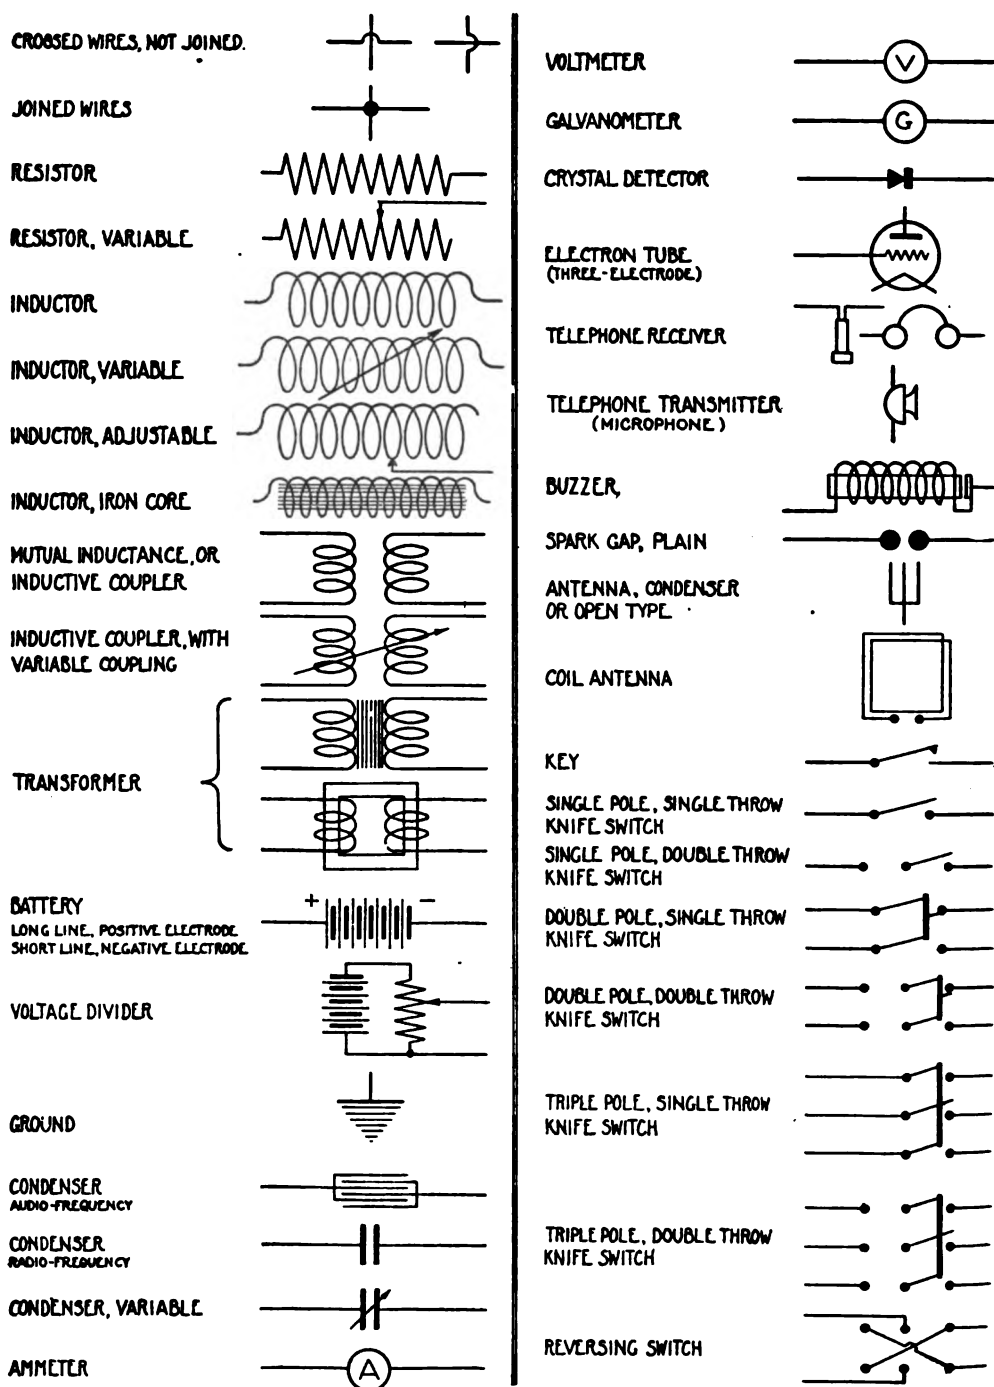 CROSSED WIRES, NOT JOINED.
JOINED WIRES
RESISTOR
RESISTOR, VARIABLE
INDUCTOR
INDUCTOR, VARIABLE
INDUCTOR, ADJUSTABLE
INDUCTOR, IRON CORE
MUTUAL INDUCTANCE, OR
INDUCTIVE COUPLER
INDUCTIVE COUPLER, WITH
VARIABLE COUPLING
TRANSFORMER
BATTERY
+ −
LONG LINE, POSITIVE ELECTRODE
SHORT LINE, NEGATIVE ELECTRODE
VOLTAGE DIVIDER
GROUND
CONDENSER
AUDIO-FREQUENCY
CONDENSER
RADIO-FREQUENCY
CONDENSER, VARIABLE
AMMETER
A
VOLTMETER
V
GALVANOMETER
G
CRYSTAL DETECTOR
ELECTRON TUBE
(THREE-ELECTRODE)
TELEPHONE RECEIVER
TELEPHONE TRANSMITTER
(MICROPHONE)
BUZZER,
SPARK GAP, PLAIN
ANTENNA, CONDENSER
OR OPEN TYPE
COIL ANTENNA
KEY
SINGLE POLE, SINGLE THROW
KNIFE SWITCH
SINGLE POLE, DOUBLE THROW
KNIFE SWITCH
DOUBLE POLE, SINGLE THROW
KNIFE SWITCH
DOUBLE POLE, DOUBLE THROW
KNIFE SWITCH
TRIPLE POLE, SINGLE THROW
KNIFE SWITCH
TRIPLE POLE, DOUBLE THROW
KNIFE SWITCH
REVERSING SWITCH